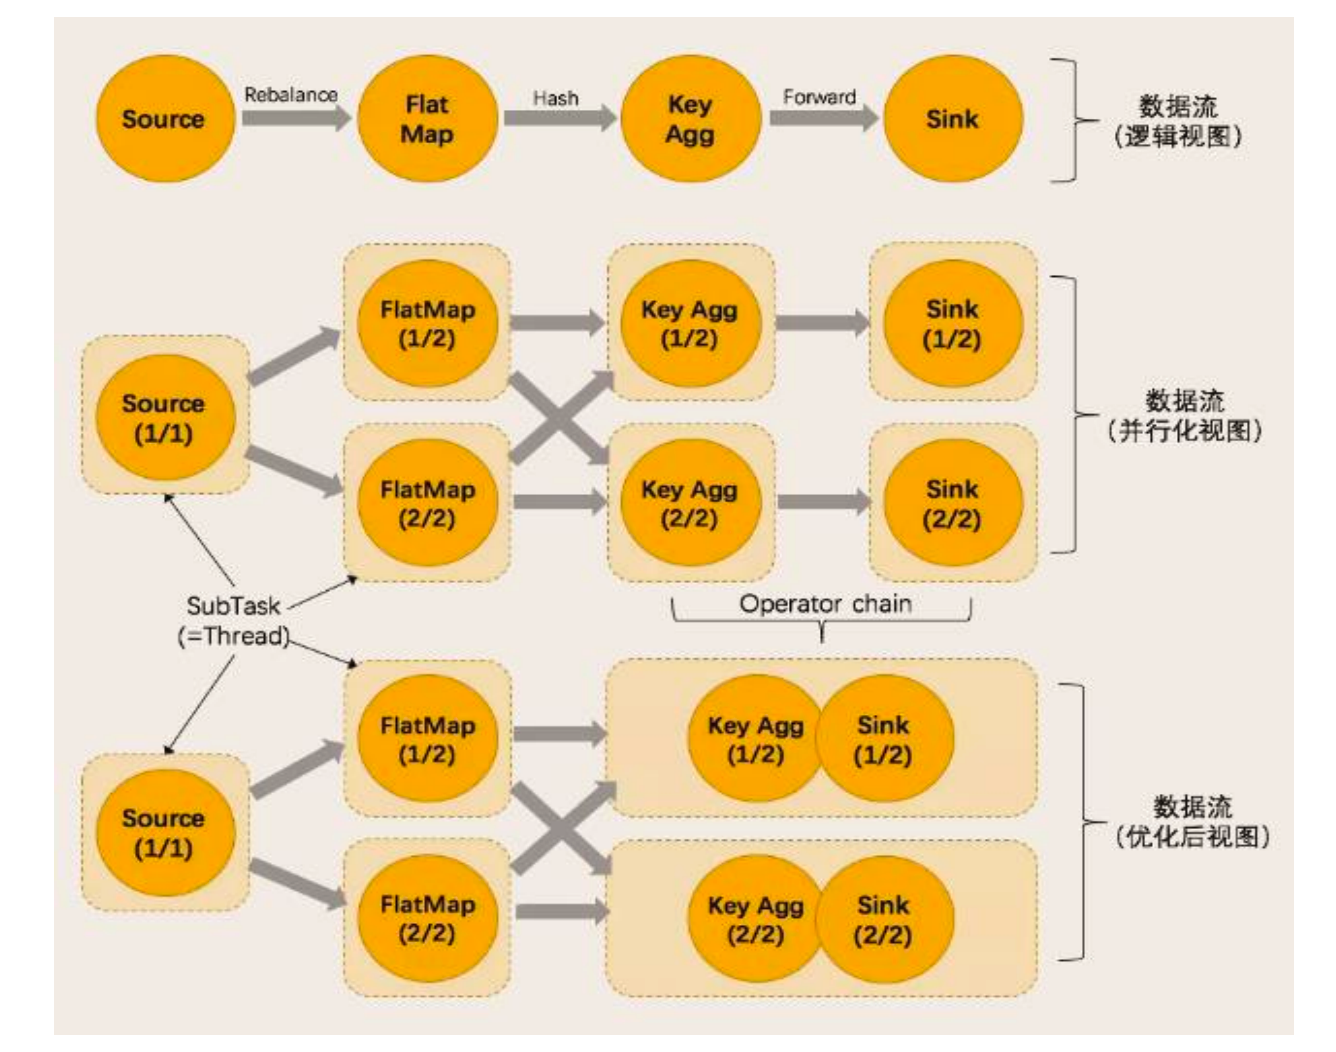 Source
Rebalance
Flat
Map
Hash
Key
Agg
Forward
Sink
数据流
(逻辑视图)
FlatMap
(1/2)
Key Agg
(1/2)
Sink
(1/2)
Source
(1/1)
数据流
(并行化视图)
FlatMap
(2/2)
Key Agg
(2/2)
Sink
(2/2)
SubTask
(=Thread)
Operator chain
FlatMap
(1/2)
Key Agg
(1/2)
Sink
(1/2)
Source
(1/1)
数据流
(优化后视图)
FlatMap
(2/2)
Key Agg
(2/2)
Sink
(2/2)